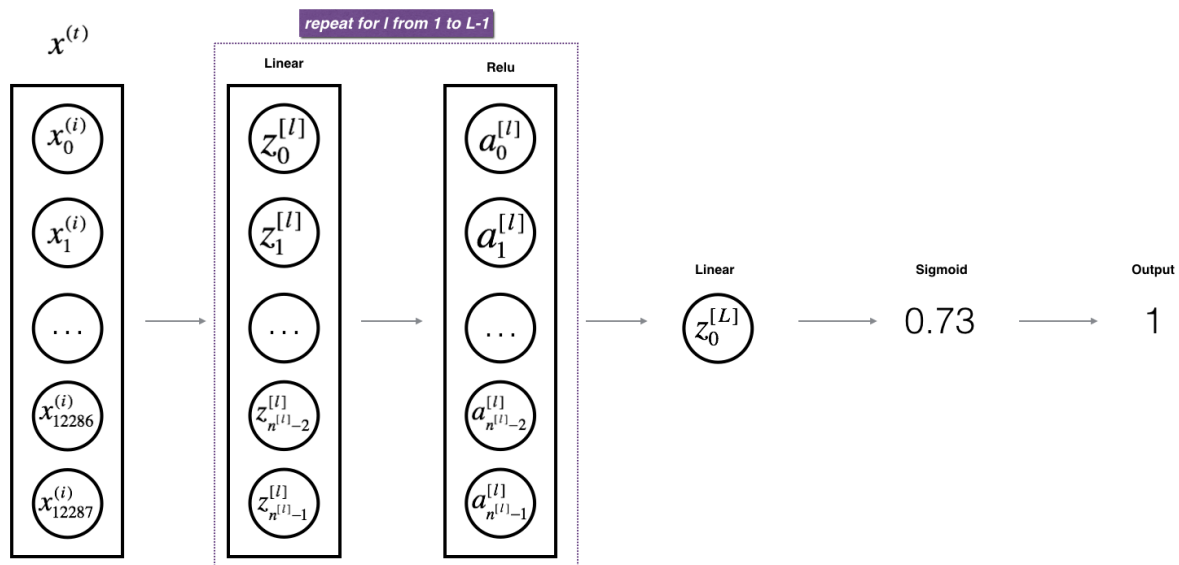 repeat for l from 1 to L-1
x^(t)
Linear
Relu
x_0^(i)
z_0^[l]
a_0^[l]
x_1^(i)
z_1^[l]
a_1^[l]
Linear
Sigmoid
Output
...
...
...
z_0^[L]
0.73
1
x_12286^(i)
z_{n^[l]-2}^[l]
a_{n^[l]-2}^[l]
x_12287^(i)
z_{n^[l]-1}^[l]
a_{n^[l]-1}^[l]